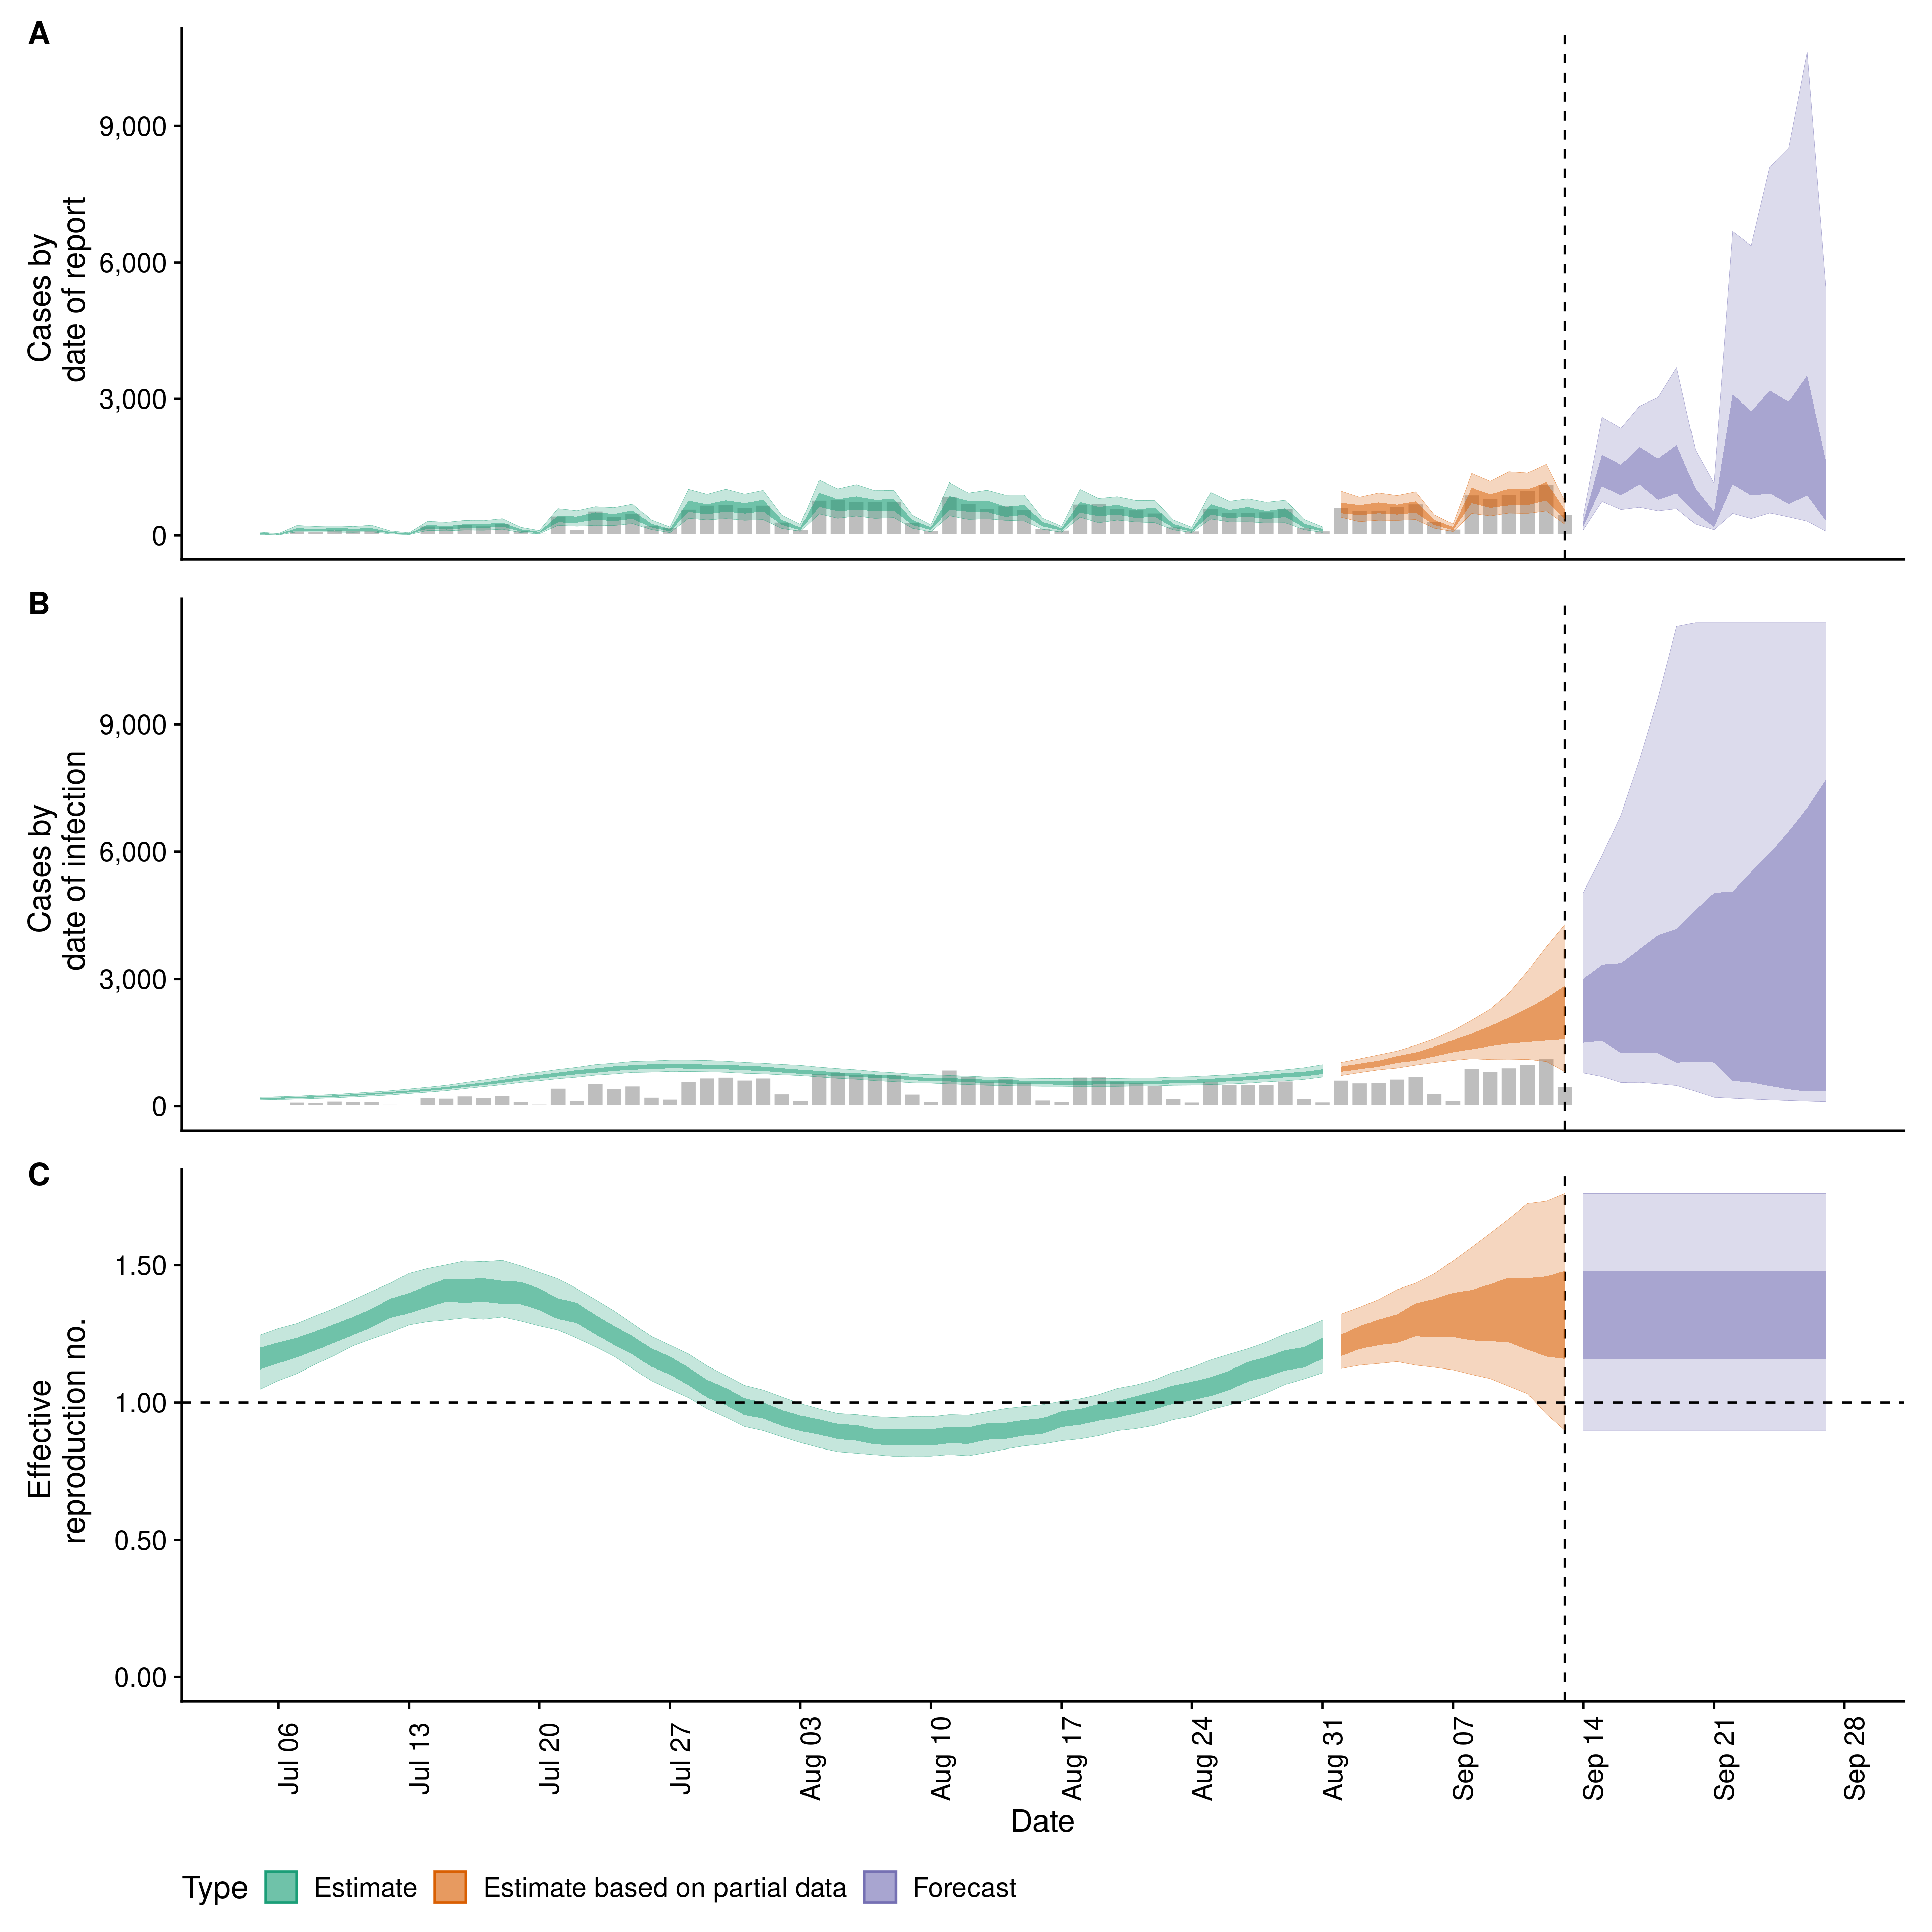 A
9,000
6,000
3,000
0
Cases by
date of report
B
9,000
6,000
3,000
0
Cases by
date of infection
C
1.50
1.00
0.50
0.00
Effective
reproduction no.
Jul 06
Jul 13
Jul 20
Jul 27
Aug 03
Aug 10
Aug 17
Aug 24
Aug 31
Sep 07
Sep 14
Sep 21
Sep 28
Date
Type Estimate Estimate based on partial data Forecast